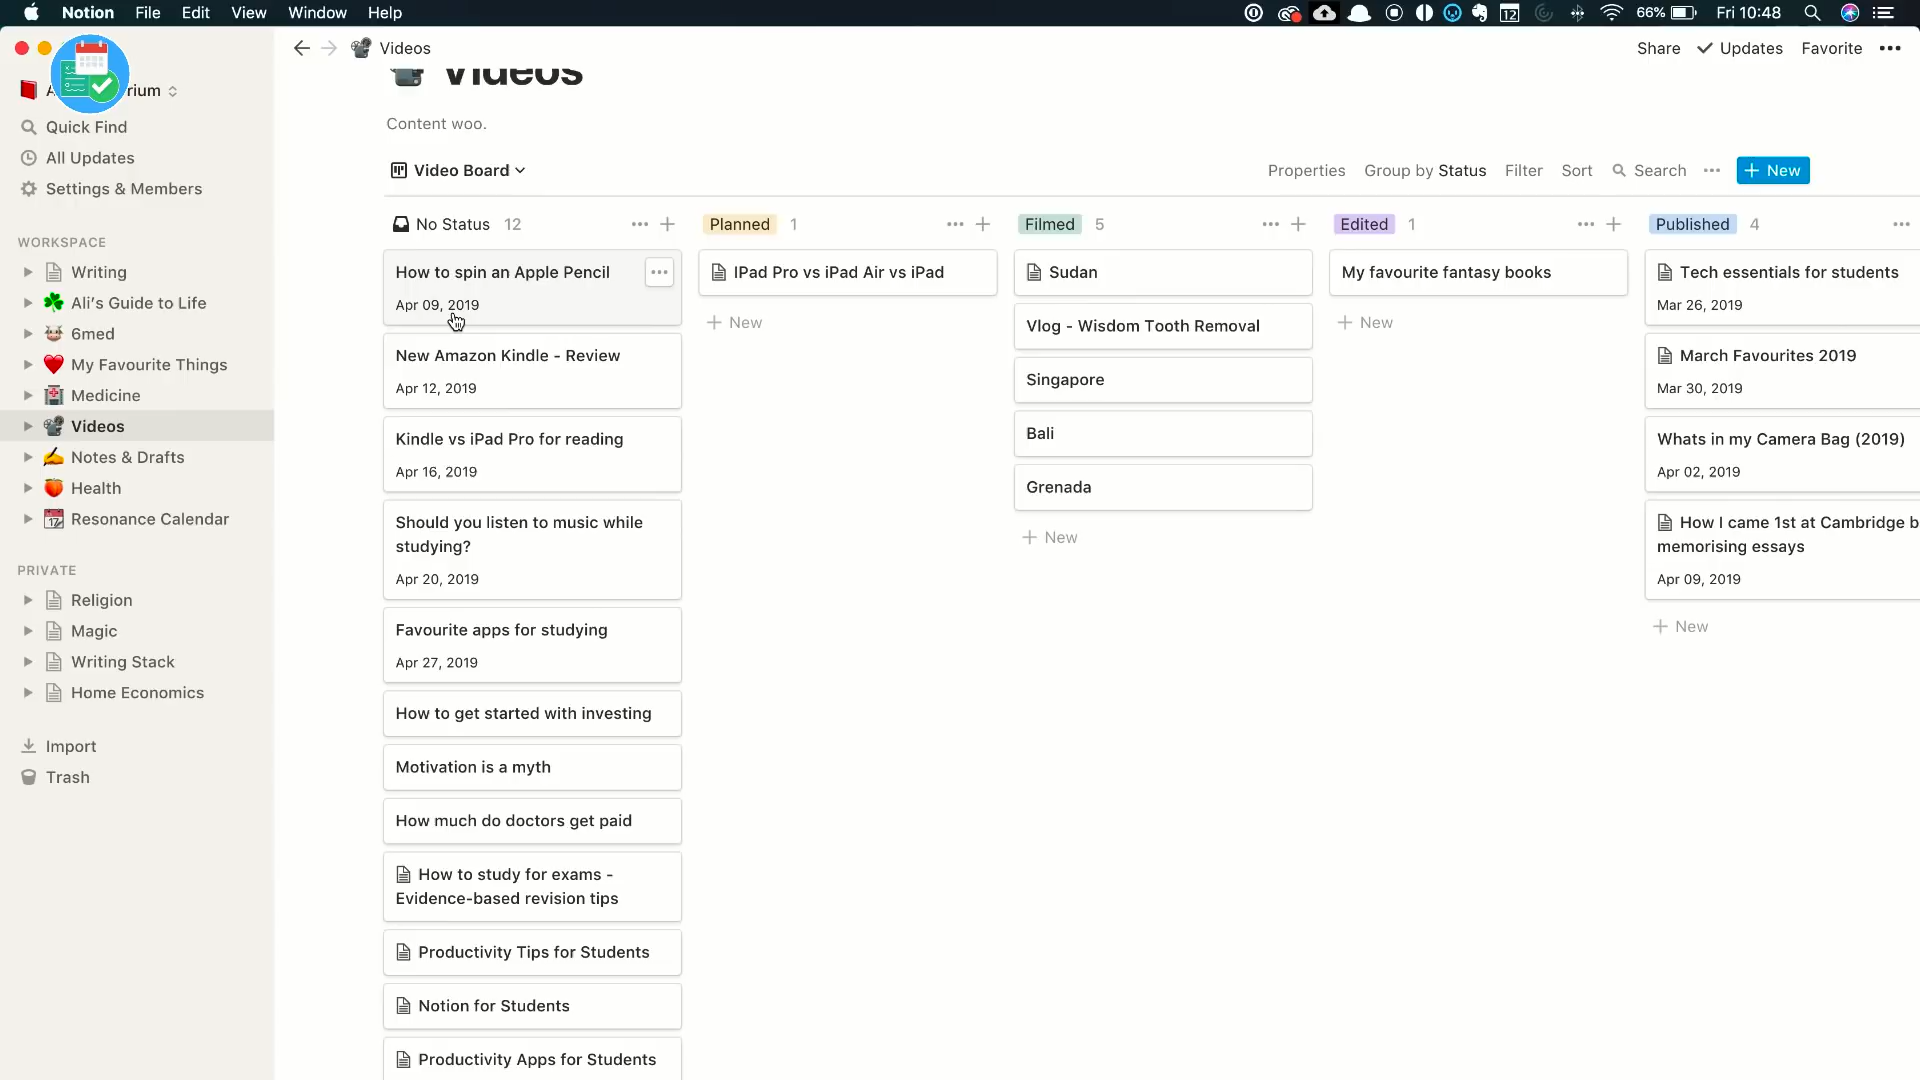 Notion File Edit View Window Help
12 66% Fri 10:48
Videos
Share Updates Favorite
rium
Quick Find
All Updates
Settings & Members
WORKSPACE
Writing
Ali's Guide to Life
6med
My Favourite Things
Medicine
Videos
Notes & Drafts
Health
17 Resonance Calendar
PRIVATE
Religion
Magic
Writing Stack
Home Economics
Import
Trash
Videos
Content woo.
Video Board
Properties Group by Status Filter Sort Search New
No Status 12
How to spin an Apple Pencil
Apr 09, 2019
New Amazon Kindle - Review
Apr 12, 2019
Kindle vs iPad Pro for reading
Apr 16, 2019
Should you listen to music while
studying?
Apr 20, 2019
Favourite apps for studying
Apr 27, 2019
How to get started with investing
Motivation is a myth
How much do doctors get paid
How to study for exams -
Evidence-based revision tips
Productivity Tips for Students
Notion for Students
Productivity Apps for Students
Planned 1
IPad Pro vs iPad Air vs iPad
+ New
Filmed 5
Sudan
Vlog - Wisdom Tooth Removal
Singapore
Bali
Grenada
+ New
Edited 1
My favourite fantasy books
+ New
Published 4
Tech essentials for students
Mar 26, 2019
March Favourites 2019
Mar 30, 2019
Whats in my Camera Bag (2019)
Apr 02, 2019
How I came 1st at Cambridge b
memorising essays
Apr 09, 2019
+ New